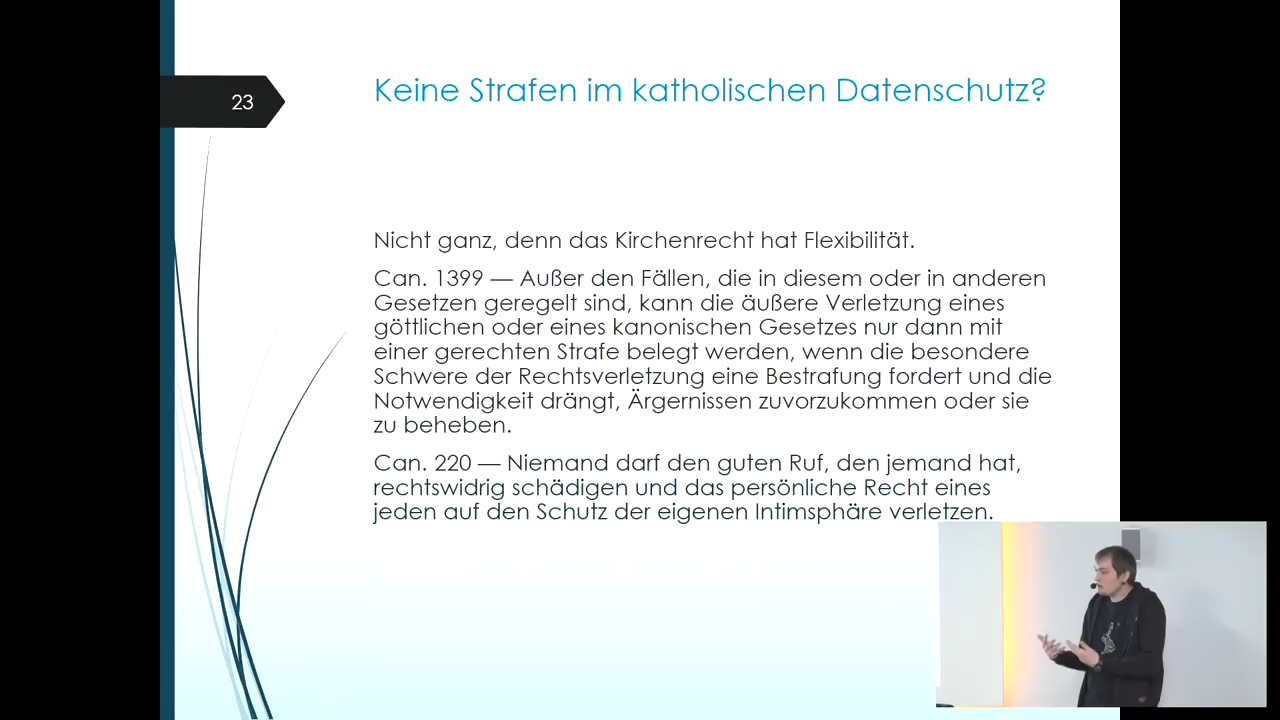 23
Keine Strafen im katholischen Datenschutz?
Nicht ganz, denn das Kirchenrecht hat Flexibilität.
Can. 1399 — Außer den Fällen, die in diesem oder in anderen
Gesetzen geregelt sind, kann die äußere Verletzung eines
göttlichen oder eines kanonischen Gesetzes nur dann mit
einer gerechten Strafe belegt werden, wenn die besondere
Schwere der Rechtsverletzung eine Bestrafung fordert und die
Notwendigkeit drängt, Ärgernissen zuvorzukommen oder sie
zu beheben.
Can. 220 — Niemand darf den guten Ruf, den jemand hat,
rechtswidrig schädigen und das persönliche Recht eines
jeden auf den Schutz der eigenen Intimsphäre verletzen.